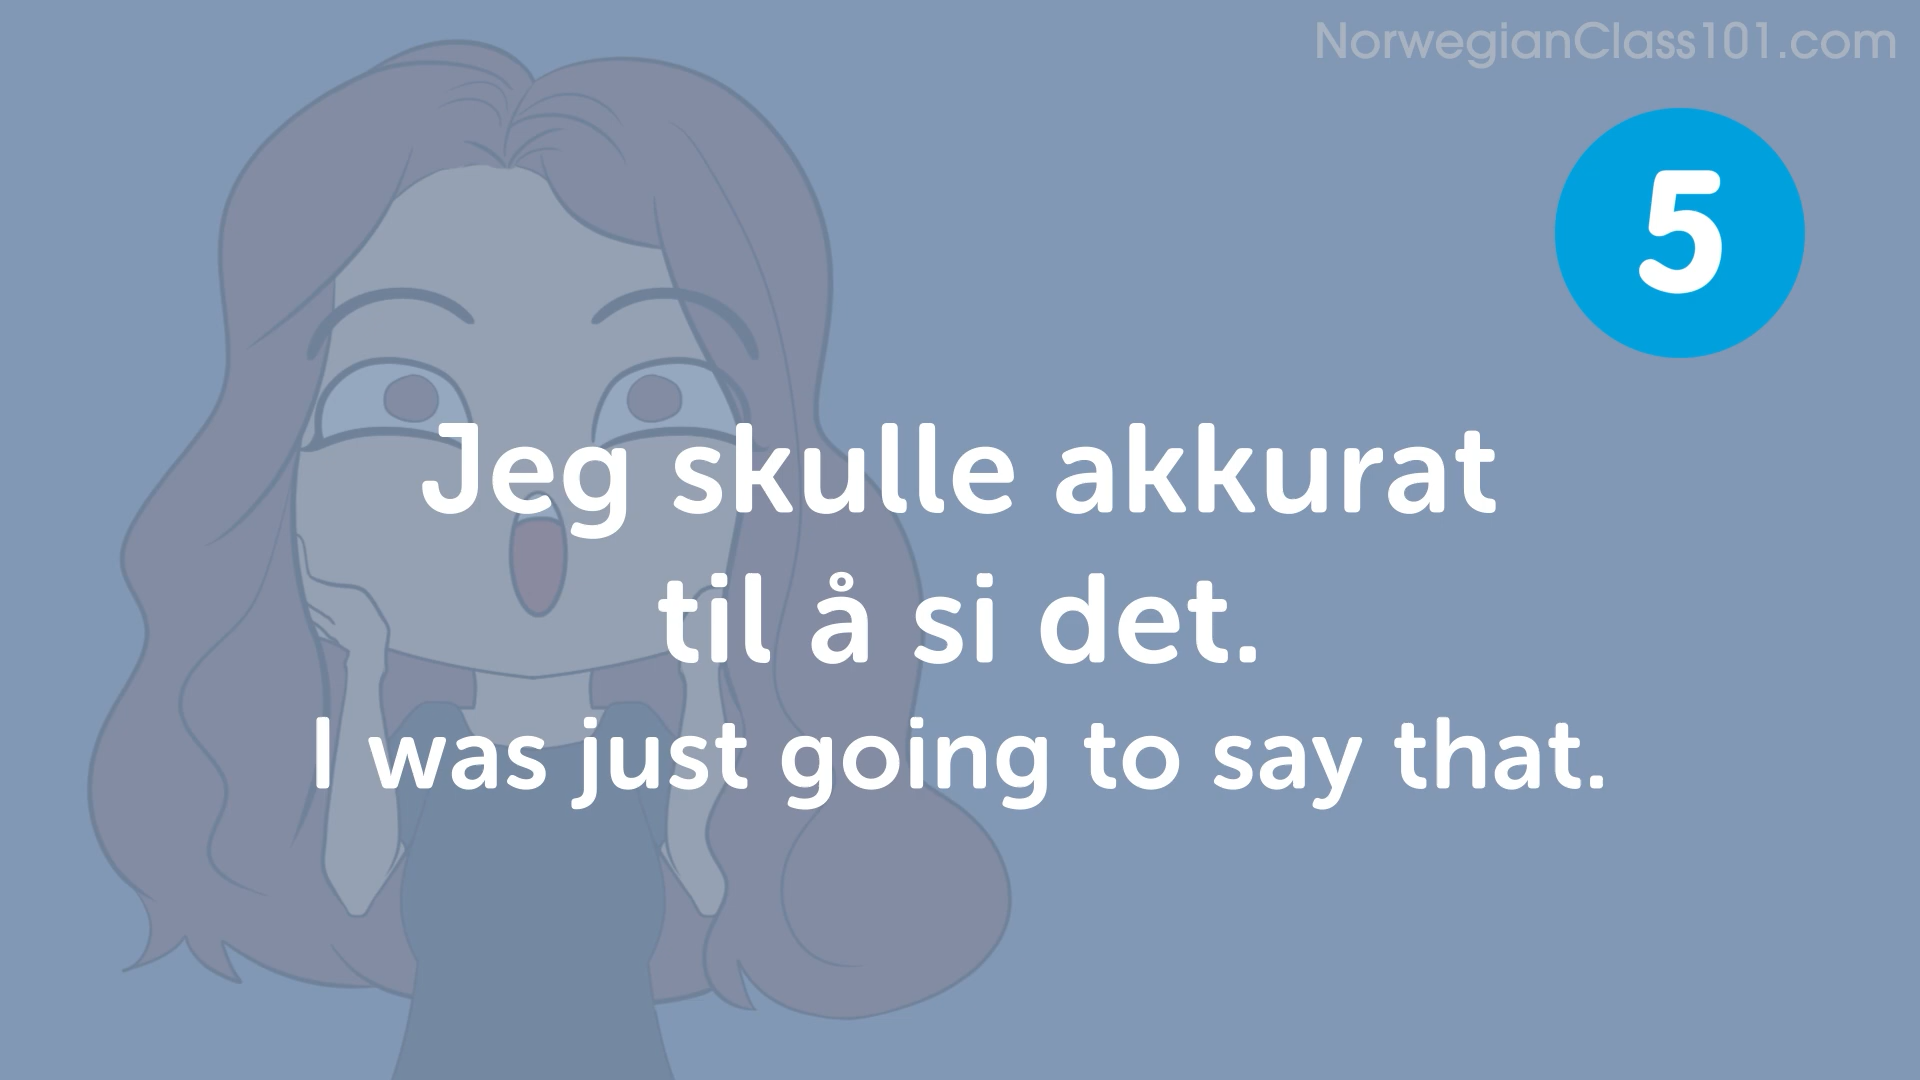 NorwegianClass101.com
5
Jeg skulle akkurat
til å si det.
I was just going to say that.